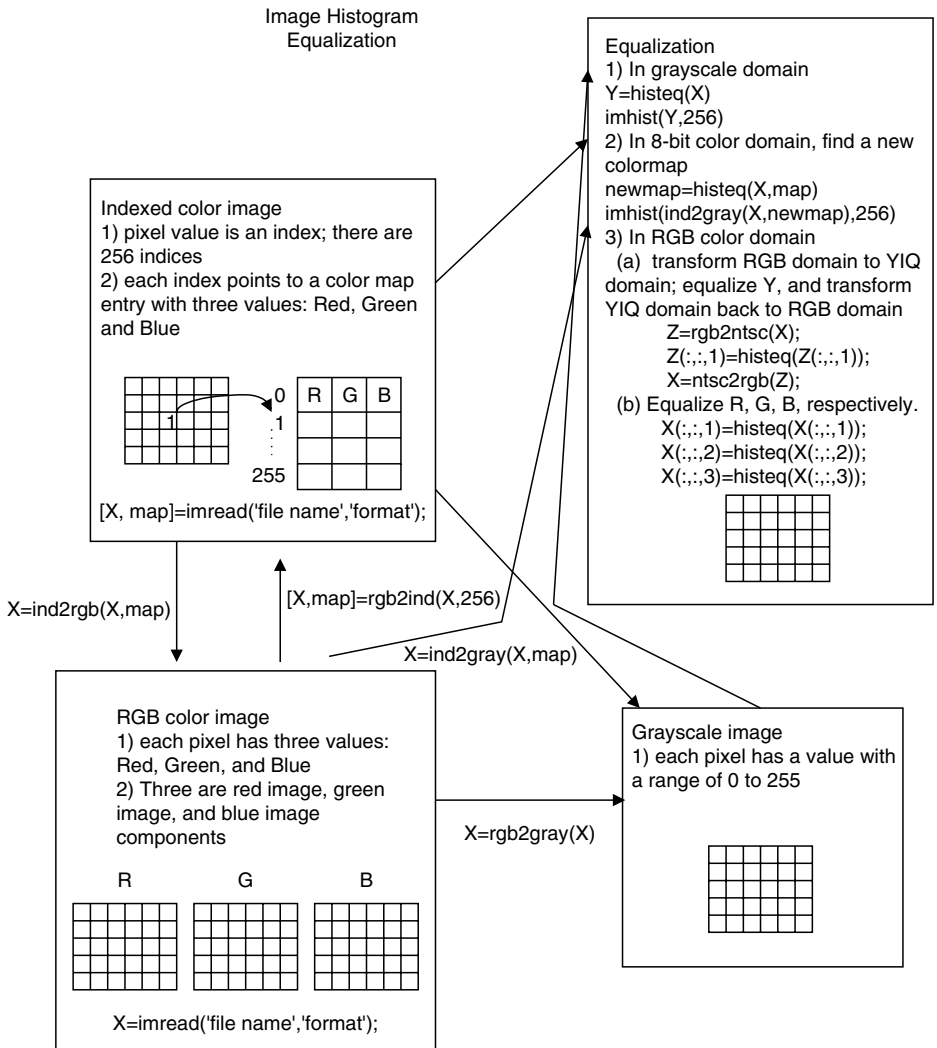 Image Histogram
Equalization
Equalization
1) In grayscale domain
Y=histeq(X)
imhist(Y,256)
2) In 8-bit color domain, find a new
colormap
newmap=histeq(X,map)
imhist(ind2gray(X,newmap),256)
3) In RGB color domain
(a) transform RGB domain to YIQ
domain; equalize Y, and transform
YIQ domain back to RGB domain
Z=rgb2ntsc(X);
Z(:,:,1)=histeq(Z(:,:,1));
X=ntsc2rgb(Z);
(b) Equalize R, G, B, respectively.
X(:,:,1)=histeq(X(:,:,1));
X(:,:,2)=histeq(X(:,:,2));
X(:,:,3)=histeq(X(:,:,3));
Indexed color image
1) pixel value is an index; there are
256 indices
2) each index points to a color map
entry with three values: Red, Green
and Blue
0 R G B
1 1
255
[X, map]=imread('file name','format');
X=ind2rgb(X,map)
[X,map]=rgb2ind(X,256)
X=ind2gray(X,map)
RGB color image
1) each pixel has three values:
Red, Green, and Blue
2) Three are red image, green
image, and blue image
components
R G B
X=imread('file name','format');
X=rgb2gray(X)
Grayscale image
1) each pixel has a value with
a range of 0 to 255